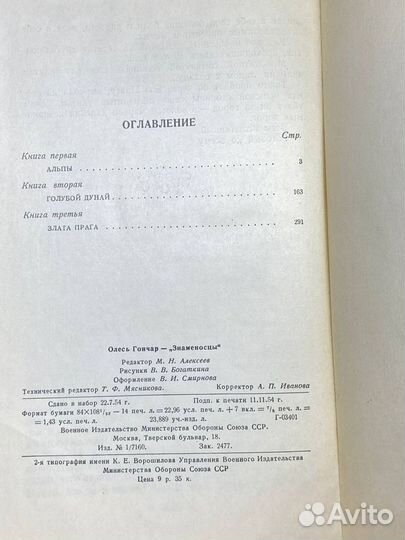 ОГЛАВЛЕНИЕ
Стр.
Книга первая
АЛЬПЫ 3
Книга вторая
ГОЛУБОЙ ДУНАЙ 163
Книга третья
ЗЛАТА ПРАГА 291
Олесь Гончар — „Знаменосцы“
Редактор М. Н. Алексеев
Рисунки В. В. Богаткина
Оформление В. И. Смирнова
Технический редактор Т. Ф. Мясникова. Корректор А. П. Иванова
Сдано в набор 22.7.54 г. Подп. к печати 11.11.54 г.
Формат бумаги 84×108¹/₃₂ — 14 печ. л. = 22,96 усл. печ. л. + 7 вкл. = ⁷/₈ п. л. =
= 1,43 усл. печ. л. 23,889 уч.-изд. л. Г-03401
Военное Издательство Министерства Обороны Союза ССР.
Москва, Тверской бульвар, 18.
Изд. № 1/7160. Зак. 2477.
2-я типография имени К. Е. Ворошилова Управления Военного Издательства
Министерства Обороны Союза ССР
Цена 9 р. 35 к.
Avito